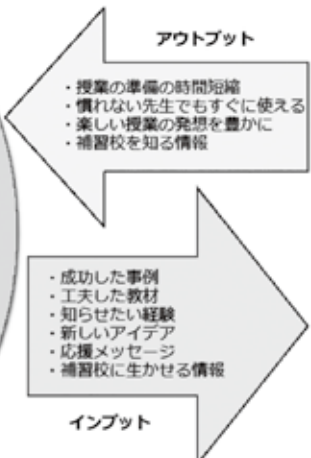 アウトプット
・授業の準備の時間短縮
・慣れない先生でもすぐに使える
・楽しい授業の発想を豊かに
・補習校を知る情報
・成功した事例
・工夫した教材
・知らせたい経験
・新しいアイデア
・応援メッセージ
・補習校に生かせる情報
インプット